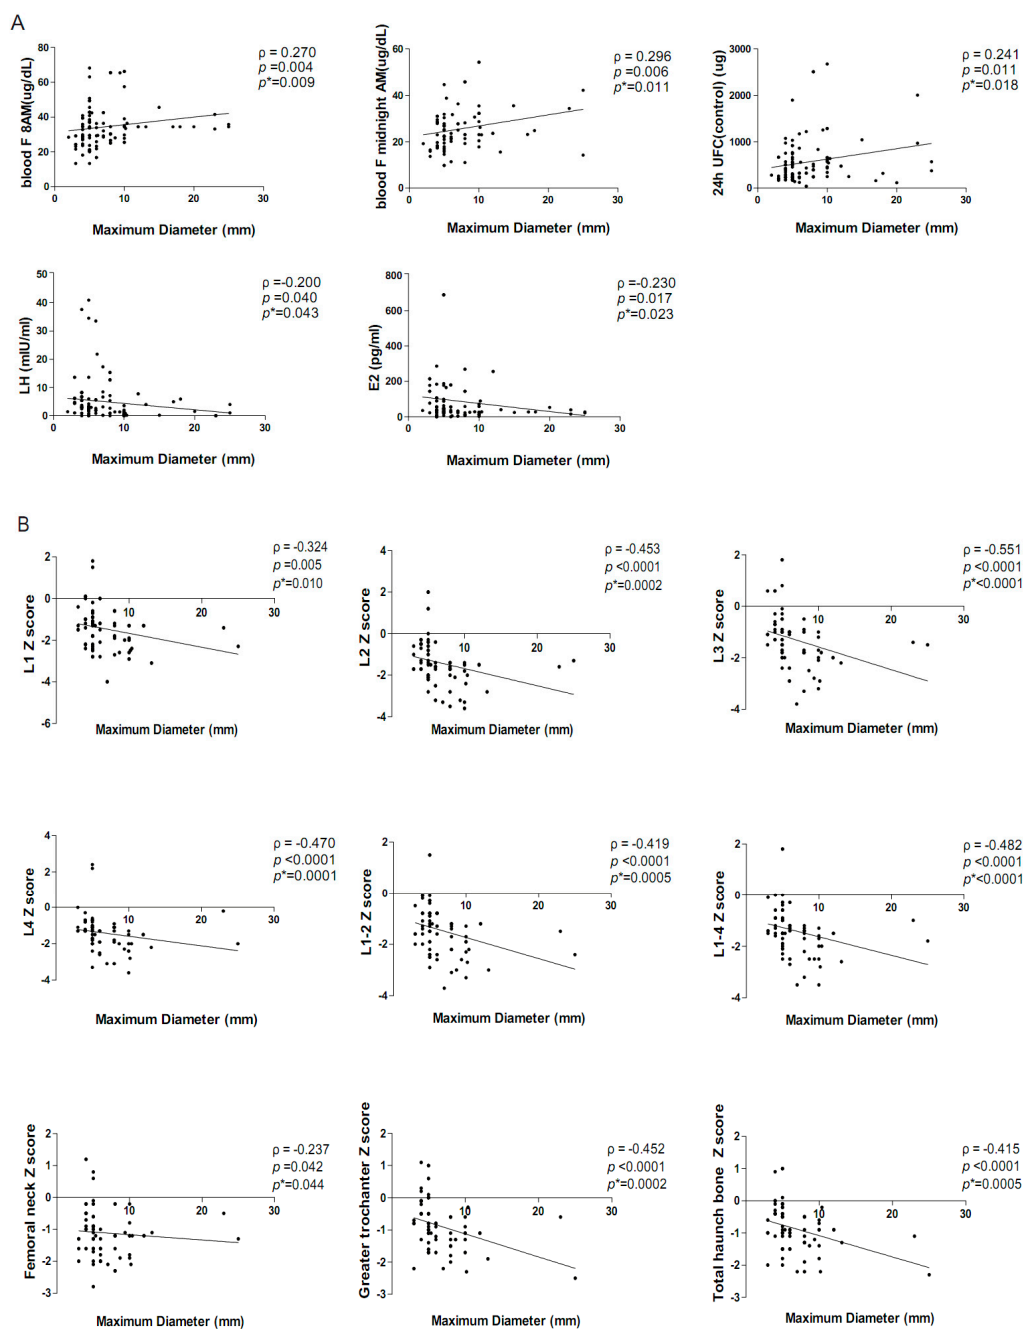 A
blood F 8AM(ug/dL)
80
60
40
20
0
0
10
20
30
Maximum Diameter (mm)
ρ = 0.270
p =0.004
p*=0.009
blood F midnight AM(ug/dL)
60
40
20
0
0
10
20
30
Maximum Diameter (mm)
ρ = 0.296
p =0.006
p*=0.011
24h UFC(control) (ug)
3000
2000
1000
0
0
10
20
30
Maximum Diameter (mm)
ρ = 0.241
p =0.011
p*=0.018
LH (mIU/ml)
50
40
30
20
10
0
0
10
20
30
Maximum Diameter (mm)
ρ =-0.200
p =0.040
p*=0.043
E2 (pg/ml)
800
600
400
200
0
0
10
20
30
Maximum Diameter (mm)
ρ =-0.230
p =0.017
p*=0.023
B
L1 Z score
2
0
-2
-4
-6
10
20
30
Maximum Diameter (mm)
ρ = -0.324
p =0.005
p*=0.010
L2 Z score
2
0
-2
-4
10
20
30
Maximum Diameter (mm)
ρ = -0.453
p <0.0001
p*=0.0002
L3 Z score
2
0
-2
-4
10
20
30
Maximum Diameter (mm)
ρ = -0.551
p <0.0001
p*<0.0001
L4 Z score
4
2
0
-2
-4
10
20
30
Maximum Diameter (mm)
ρ = -0.470
p <0.0001
p*=0.0001
L1-2 Z score
2
0
-2
-4
10
20
30
Maximum Diameter (mm)
ρ = -0.419
p <0.0001
p*=0.0005
L1-4 Z score
2
0
-2
-4
10
20
30
Maximum Diameter (mm)
ρ = -0.482
p <0.0001
p*<0.0001
Femoral neck Z score
2
1
0
-1
-2
-3
10
20
30
Maximum Diameter (mm)
ρ = -0.237
p =0.042
p*=0.044
Greater trochanter Z score
2
1
0
-1
-2
-3
10
20
30
Maximum Diameter (mm)
ρ = -0.452
p <0.0001
p*=0.0002
Total haunch bone Z score
2
1
0
-1
-2
-3
10
20
30
Maximum Diameter (mm)
ρ = -0.415
p <0.0001
p*=0.0005